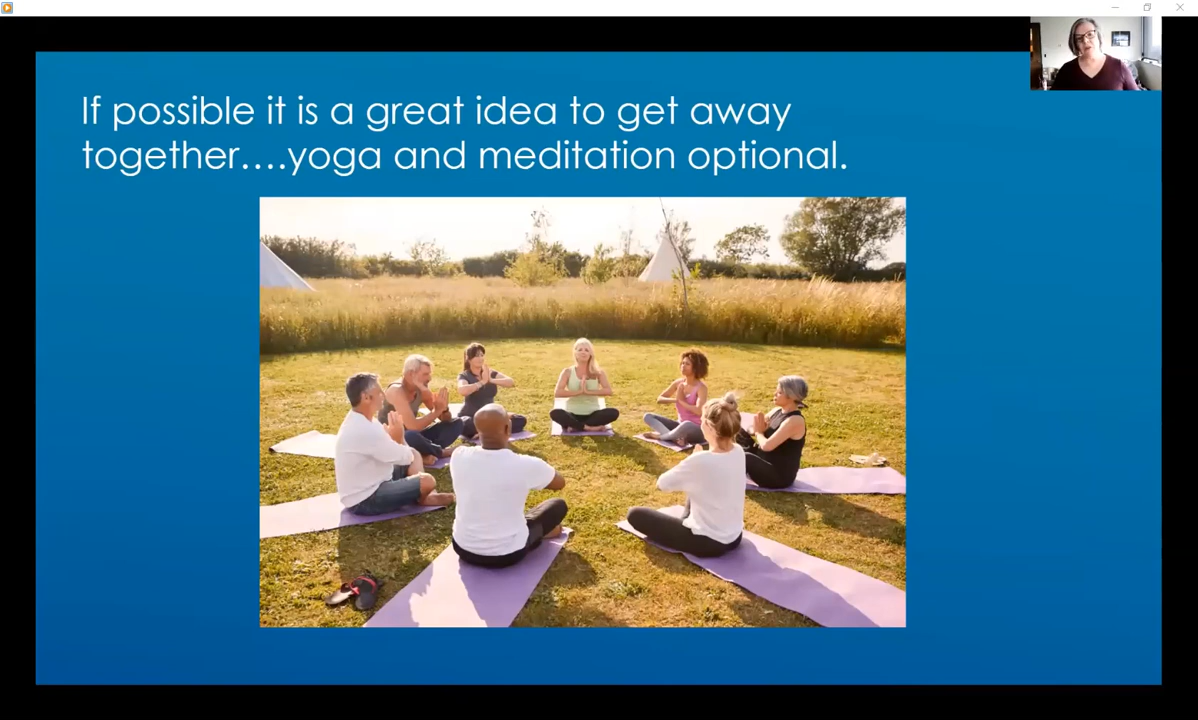 If possible it is a great idea to get away
together....yoga and meditation optional.